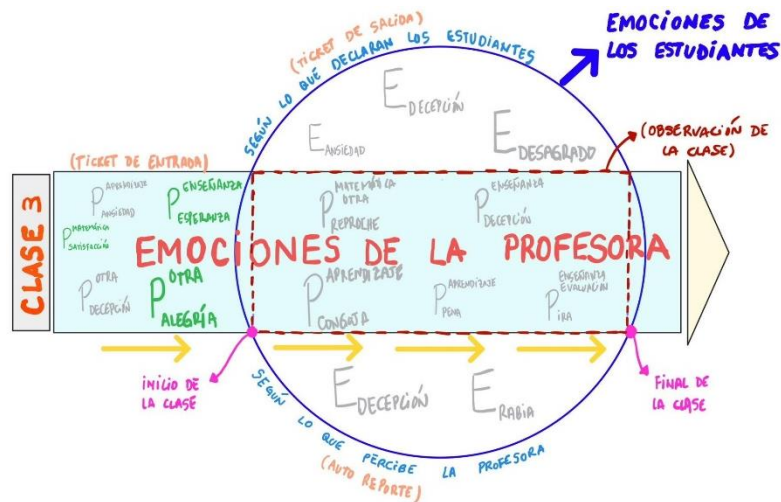 (TICKET DE SALIDA)
SEGÚN LO QUE DECLARAN LOS ESTUDIANTES
EMOCIONES DE
LOS ESTUDIANTES
E DECEPCIÓN
E ANSIEDAD
E DESAGRADO
(OBSERVACIÓN DE
LA CLASE)
(TICKET DE ENTRADA)
CLASE 3
P APRENDIZAJE ANSIEDAD
P ENSEÑANZA ESPERANZA
P MATEMÁTICA SATISFACCIÓN
P MATEMÁTICA OTRA REPROCHE
P ENSEÑANZA DECEPCIÓN
EMOCIONES DE LA PROFESORA
P OTRA DECEPCIÓN
P OTRA ALEGRÍA
P APRENDIZAJE CONGOJA
P APRENDIZAJE PENA
P ENSEÑANZA EVALUACIÓN IRA
INICIO DE
LA CLASE
FINAL DE
LA CLASE
E DECEPCIÓN
E RABIA
SEGÚN LO QUE PERCIBE LA PROFESORA
(AUTO REPORTE)